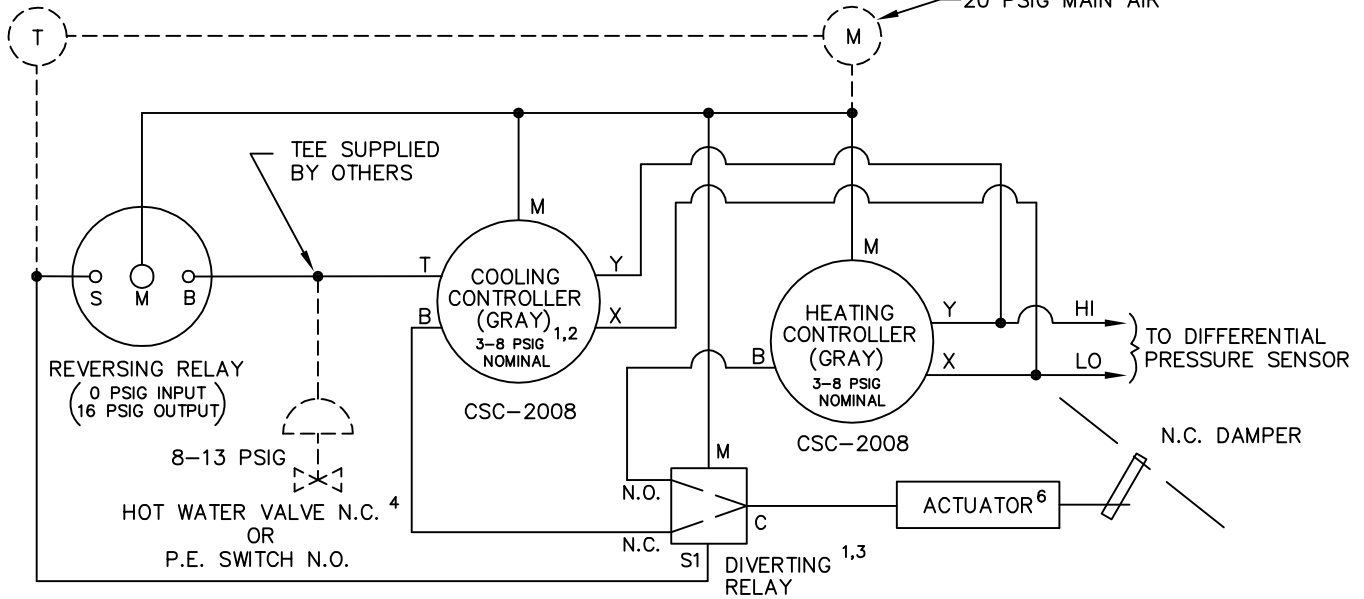 20 PSIG MAIN AIR
T
M
TEE SUPPLIED
BY OTHERS
M
M
S
M
B
T
B
Y
X
COOLING
CONTROLLER
(GRAY) 1,2
3-8 PSIG
NOMINAL
CSC-2008
REVERSING RELAY
(0 PSIG INPUT
16 PSIG OUTPUT)
B
Y
X
HEATING
CONTROLLER
(GRAY)
3-8 PSIG
NOMINAL
CSC-2008
HI
LO
TO DIFFERENTIAL
PRESSURE SENSOR
8-13 PSIG
HOT WATER VALVE N.C. 4
OR
P.E. SWITCH N.O.
M
N.O.
N.C.
C
S1
DIVERTING 1,3
RELAY
ACTUATOR 6
N.C. DAMPER